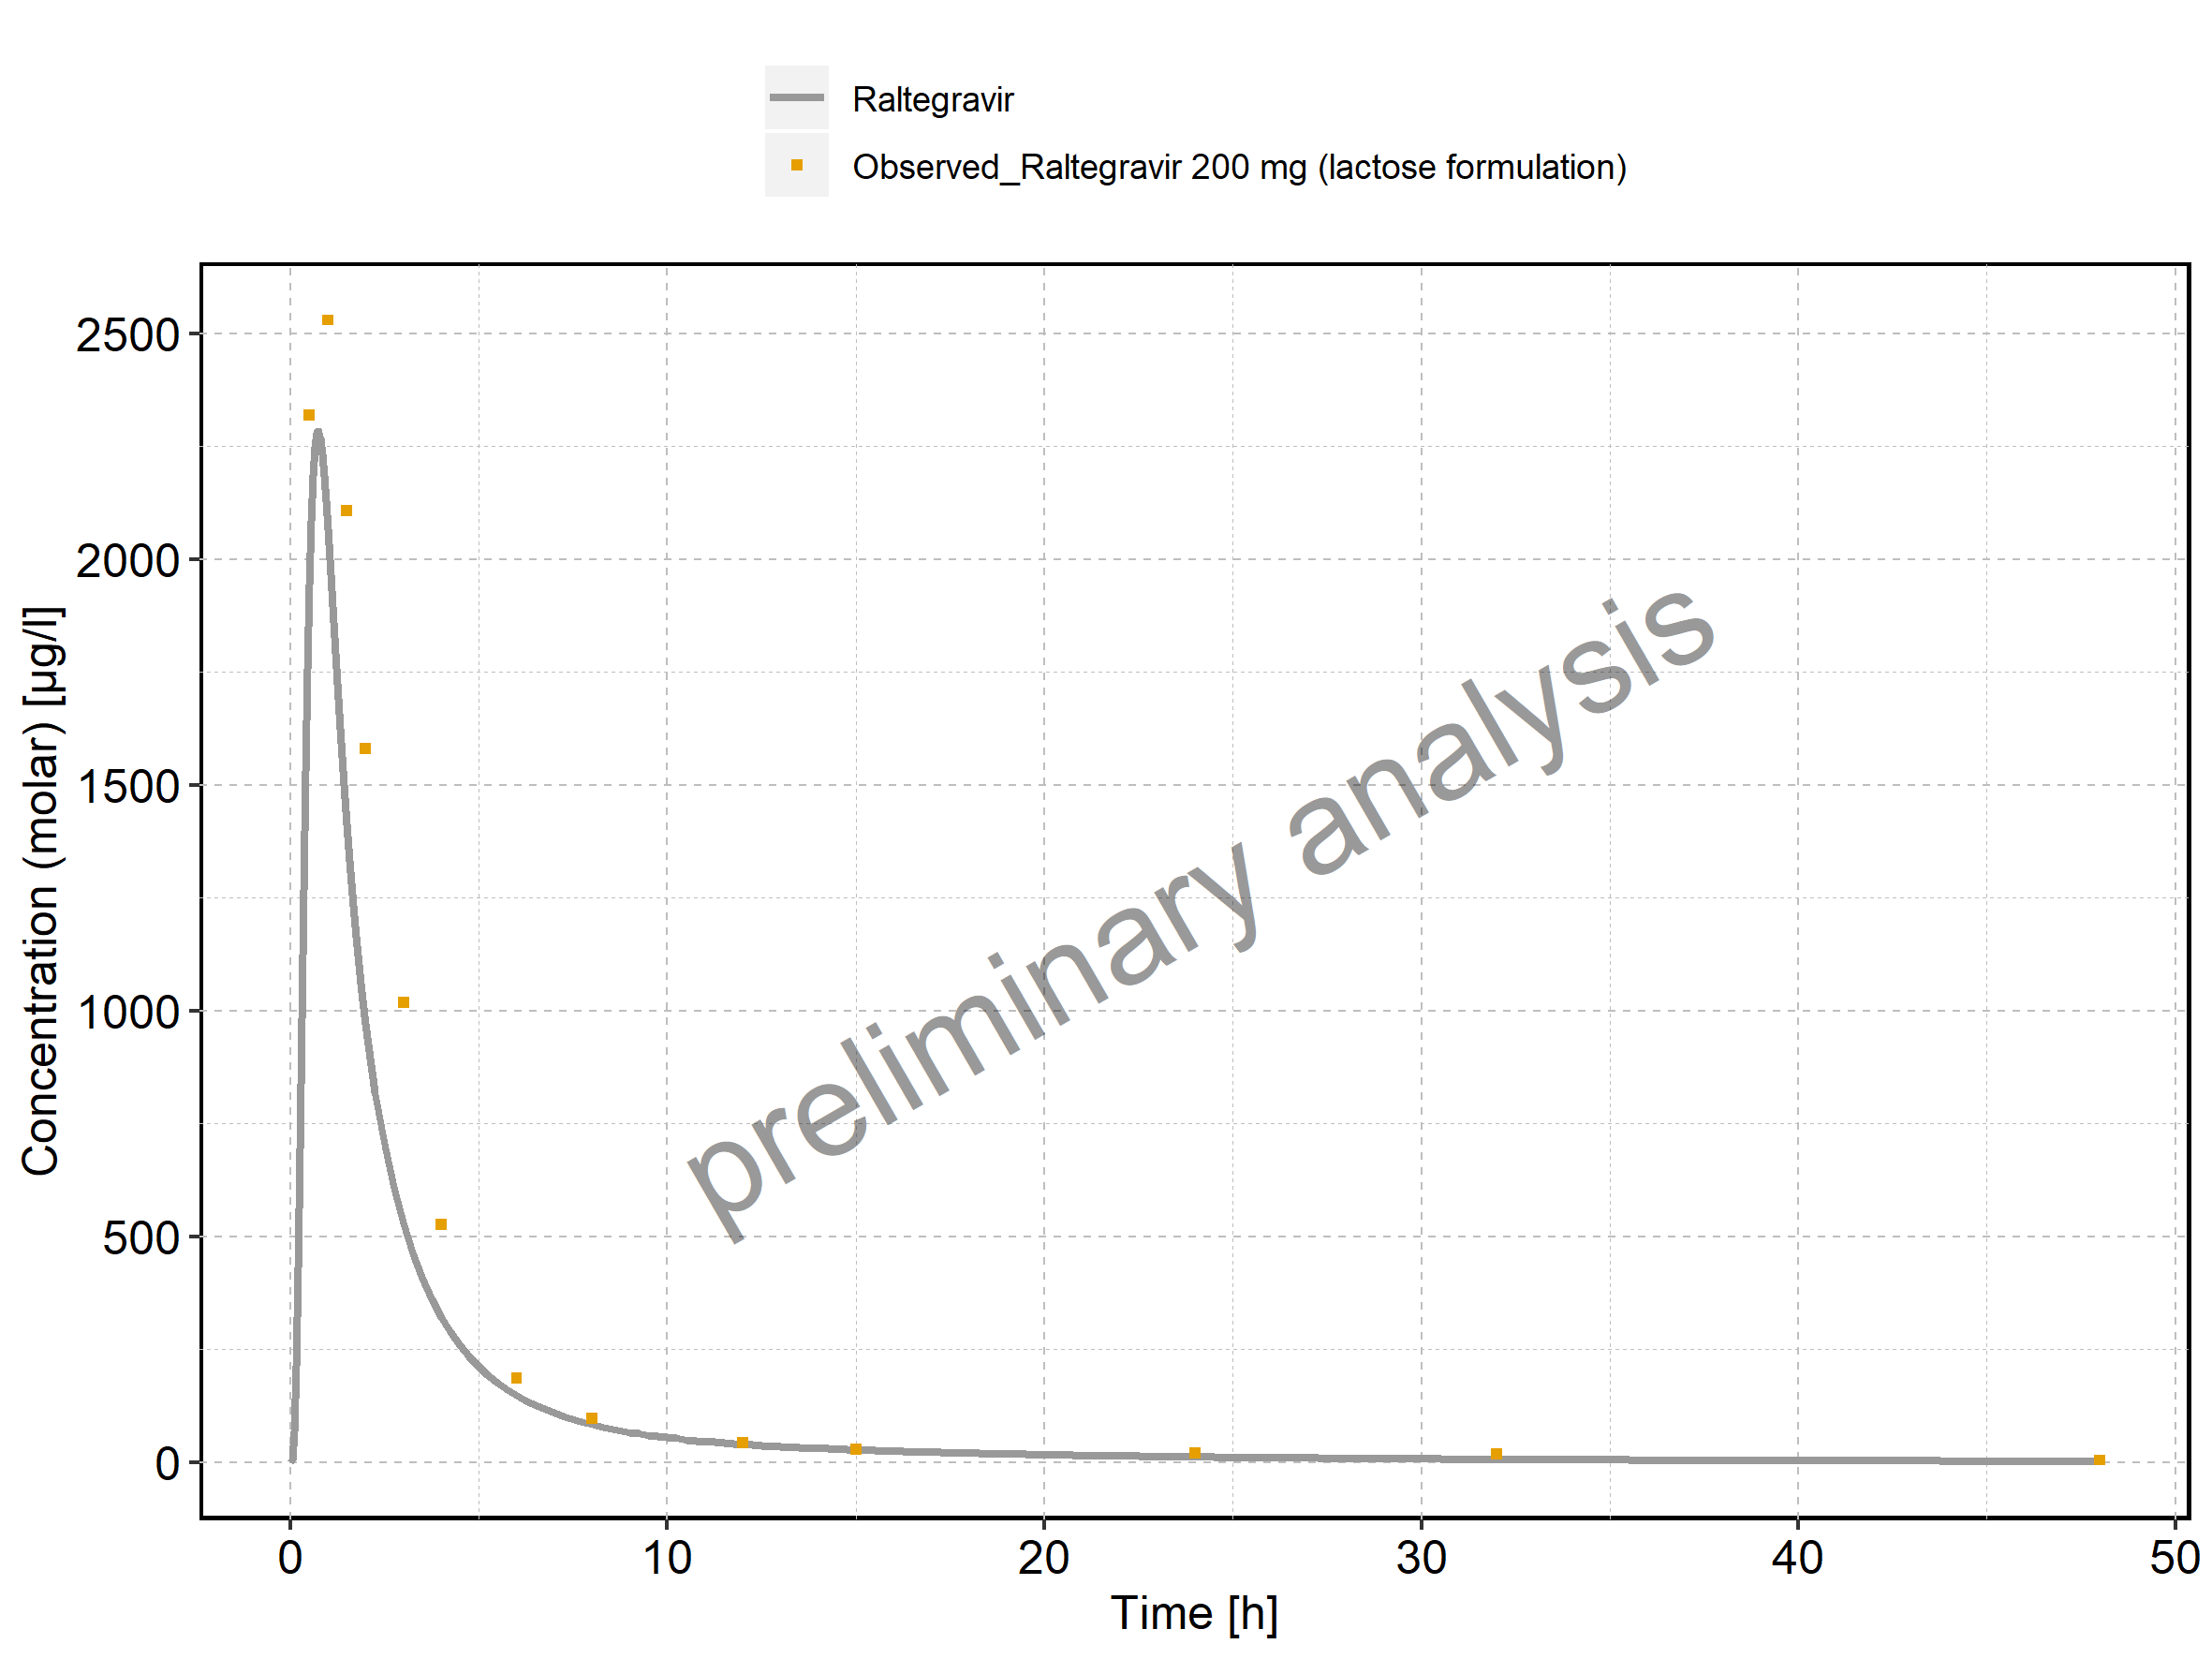 Raltegravir
Observed_Raltegravir 200 mg (lactose formulation)
2500
2000
1500
1000
500
0
Concentration (molar) [µg/l]
preliminary analysis
0 10 20 30 40 50
Time [h]